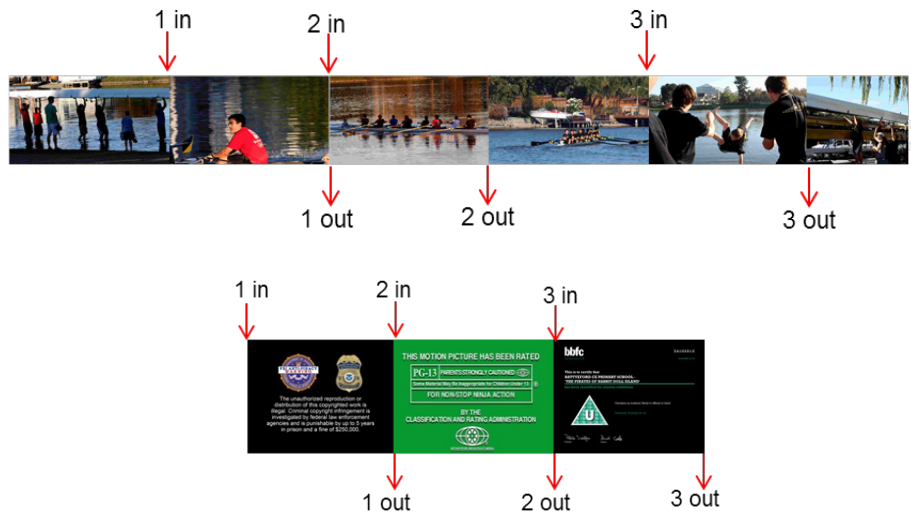 1 in
2 in
3 in
1 out
2 out
3 out
1 in
2 in
3 in
The unauthorized reproduction or
distribution of this copyrighted work is
illegal. Criminal copyright infringement is
investigated by federal law enforcement
agencies and is punishable by up to 5 years
in prison and a fine of $250,000.
THIS MOTION PICTURE HAS BEEN RATED
PG-13 PARENTS STRONGLY CAUTIONED
Some Material May Be Inappropriate for Children Under 13
FOR NON-STOP NINJA ACTION
BY THE
CLASSIFICATION AND RATING ADMINISTRATION
bbfc
This is to certify that
U
1 out
2 out
3 out